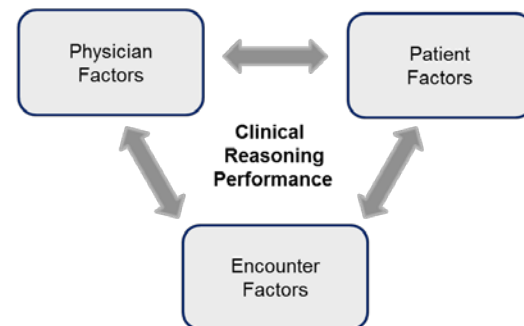 Physician
Factors
Patient
Factors
Clinical
Reasoning
Performance
Encounter
Factors